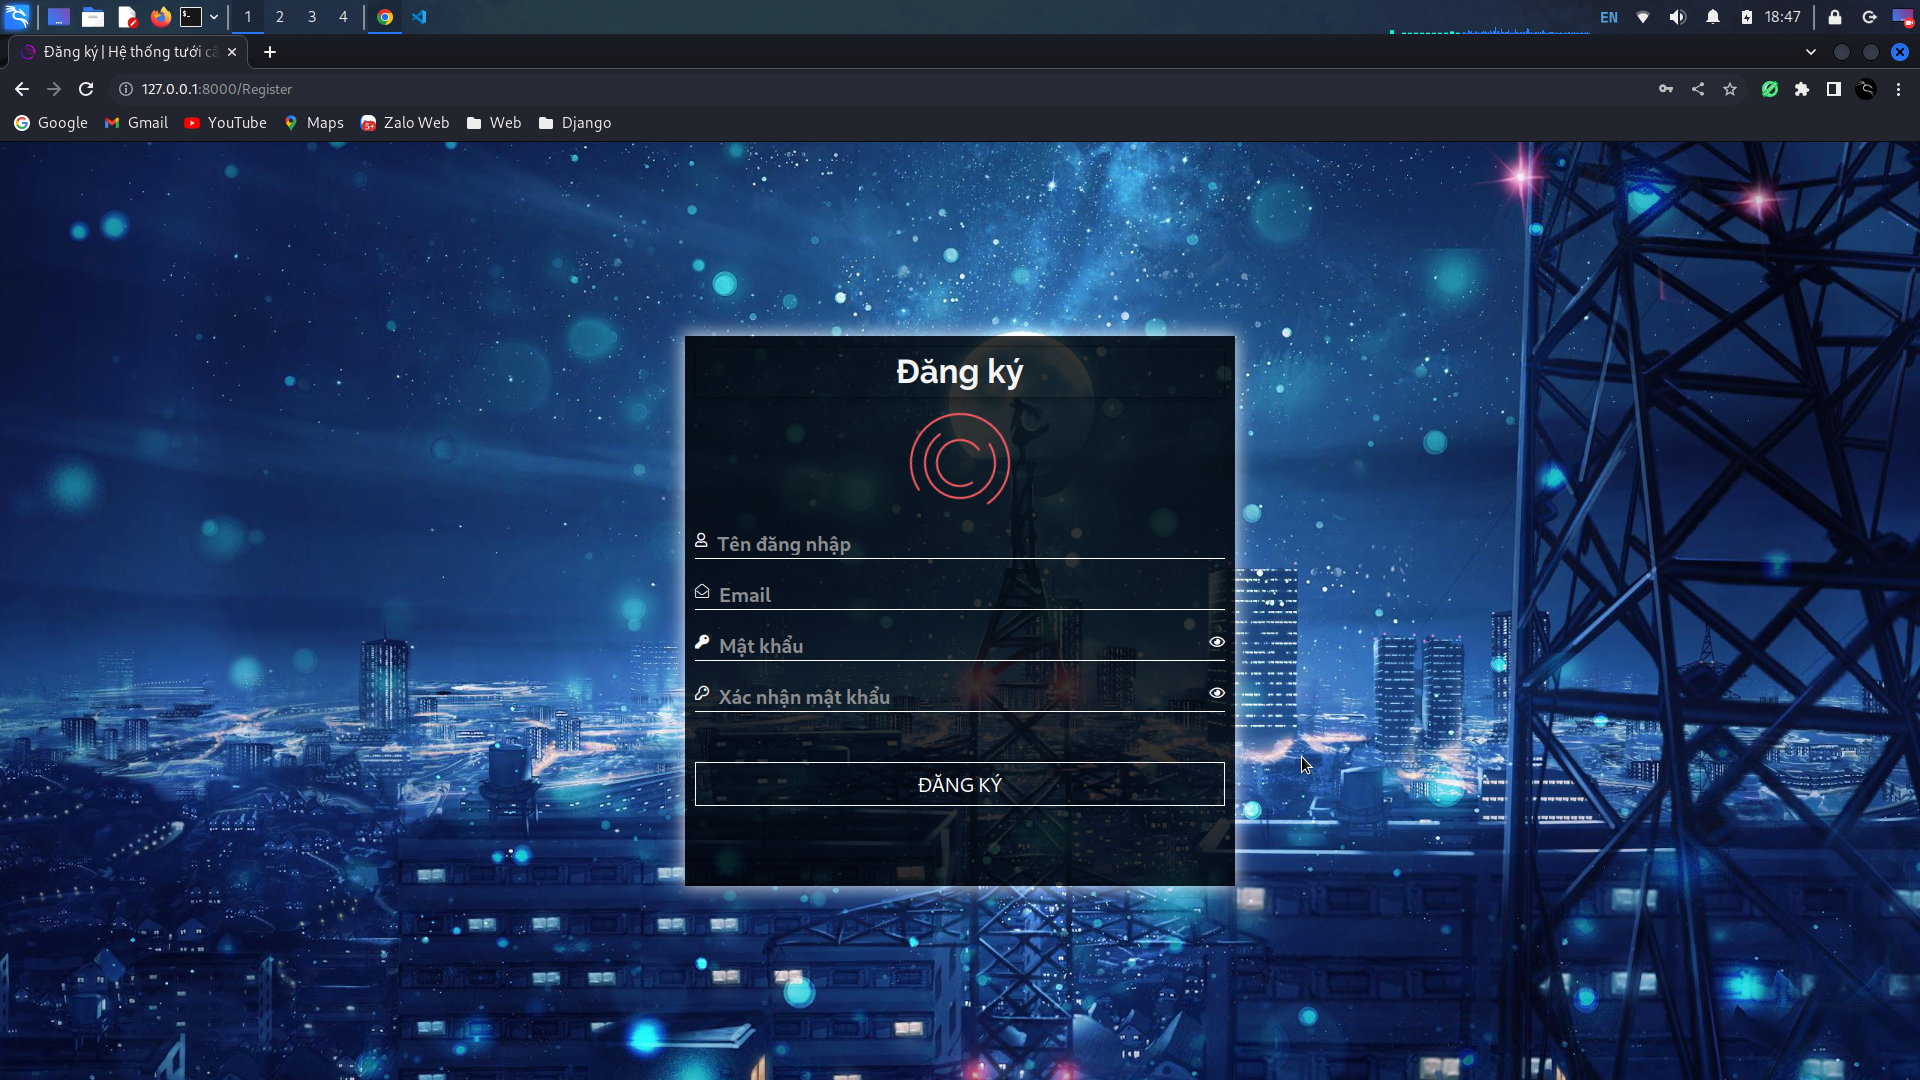 1 2 3 4 EN 18:47
Đăng ký | Hệ thống tưới câ
127.0.0.1:8000/Register
Google Gmail YouTube Maps Zalo Web Web Django
Đăng ký
Tên đăng nhập
Email
Mật khẩu
Xác nhận mật khẩu
ĐĂNG KÝ